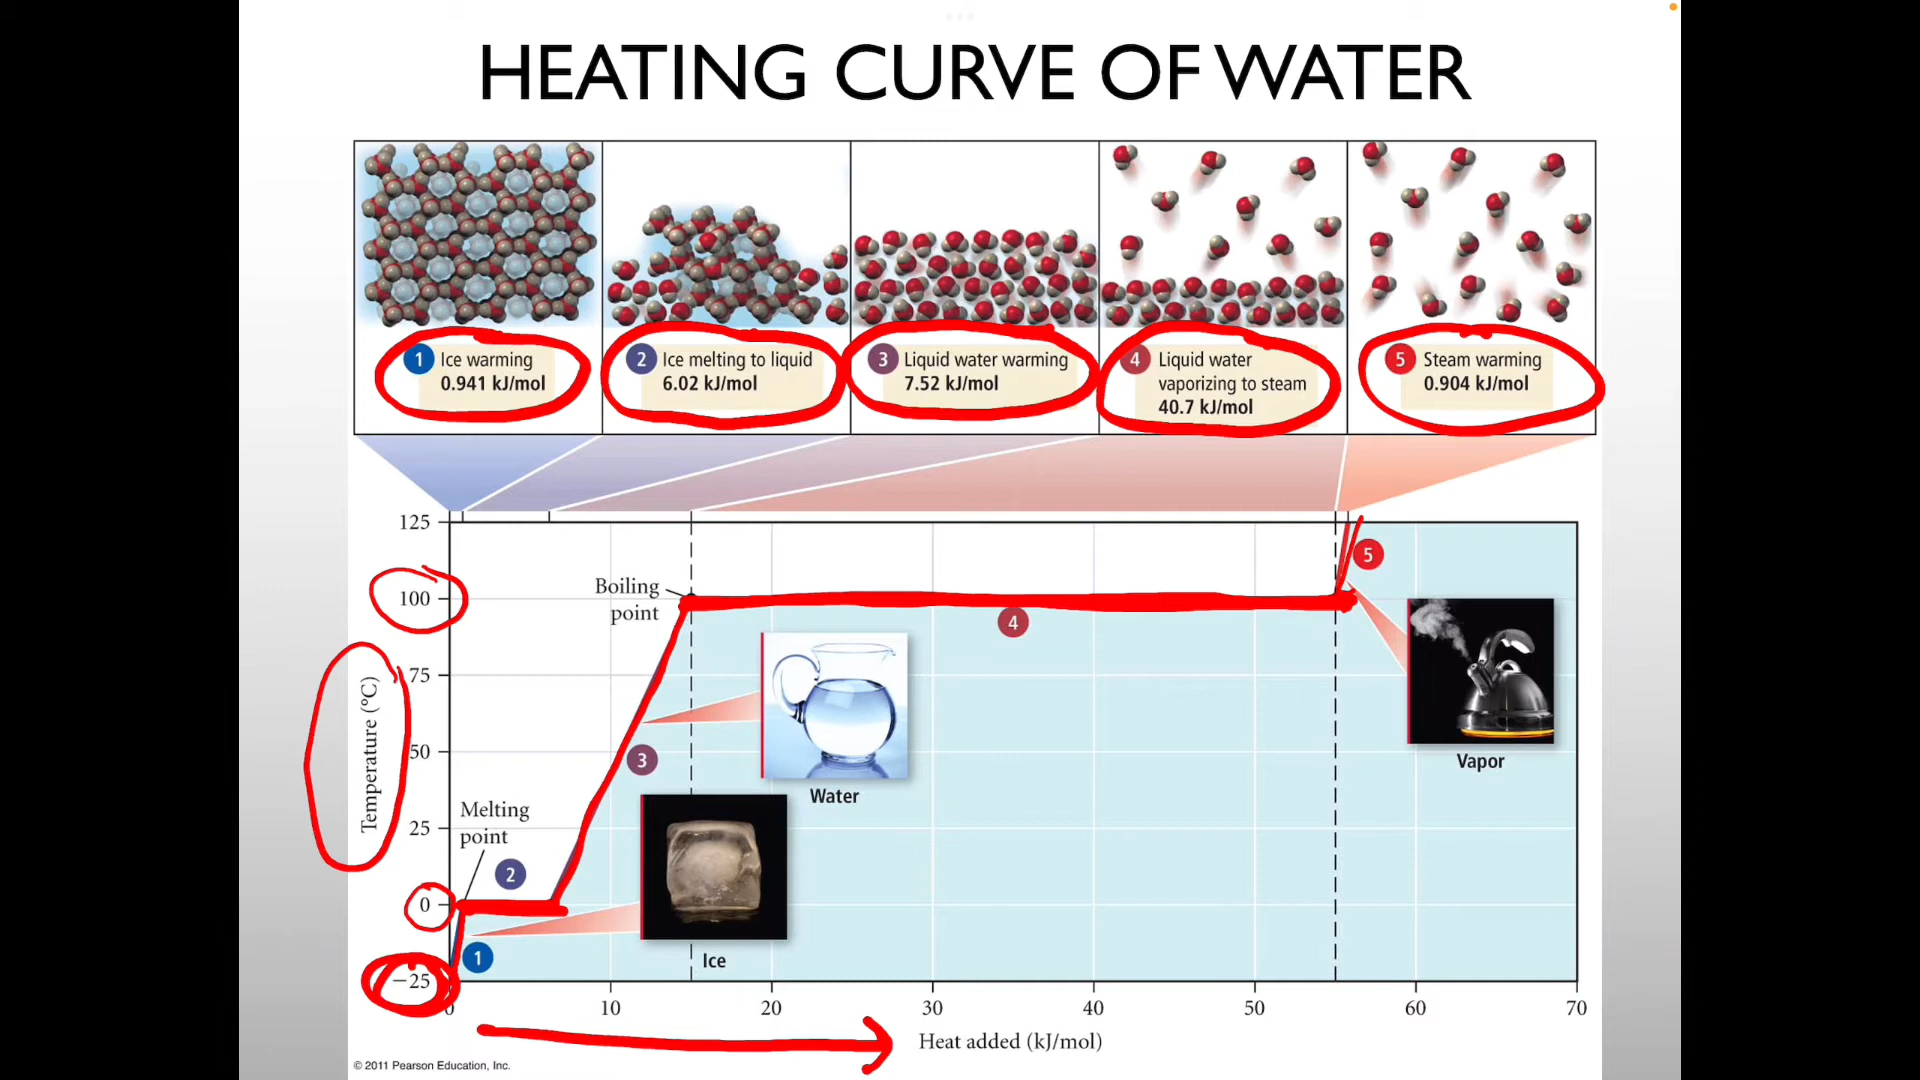 HEATING CURVE OF WATER
1 Ice warming
0.941 kJ/mol
2 Ice melting to liquid
6.02 kJ/mol
3 Liquid water warming
7.52 kJ/mol
4 Liquid water
vaporizing to steam
40.7 kJ/mol
5 Steam warming
0.904 kJ/mol
125
100
75
50
25
0
−25
Temperature (°C)
Boiling
point
Melting
point
1
2
3
4
5
Water
Ice
Vapor
0 10 20 30 40 50 60 70
Heat added (kJ/mol)
© 2011 Pearson Education, Inc.